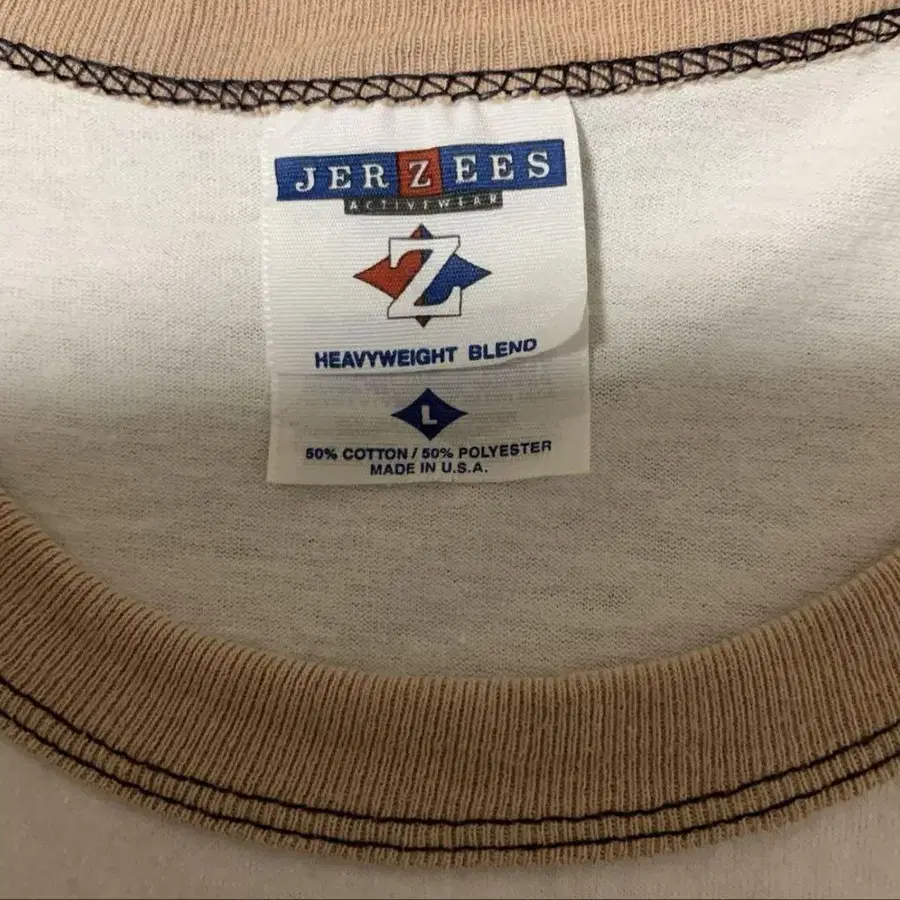 JERZEES
ACTIVEWEAR
Z
HEAVYWEIGHT BLEND
L
50% COTTON / 50% POLYESTER
MADE IN U.S.A.